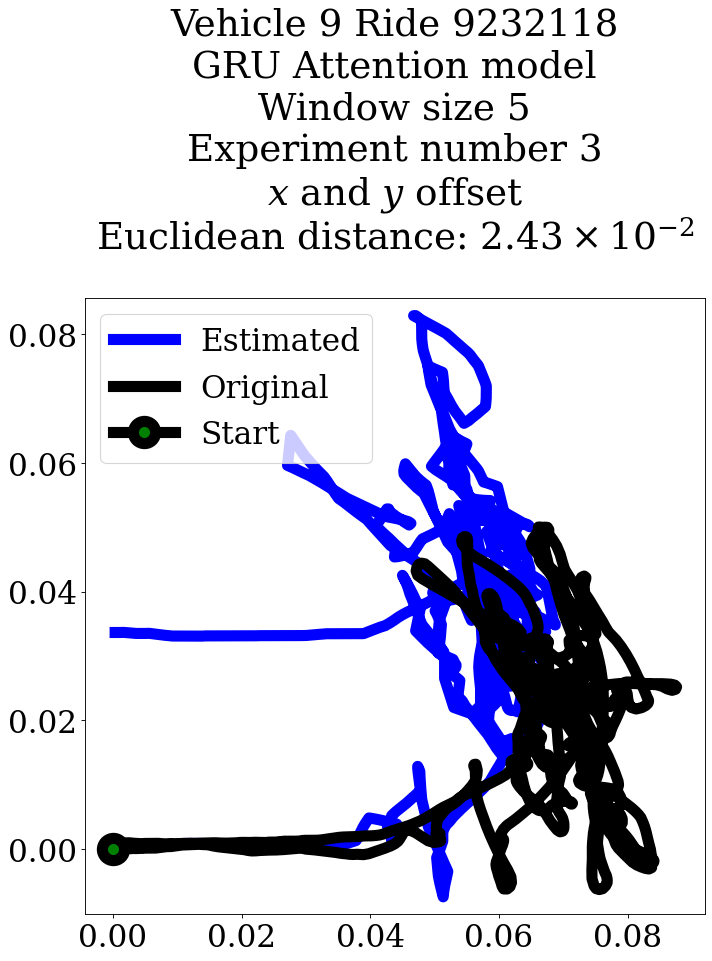 Vehicle 9 Ride 9232118
GRU Attention model
Window size 5
Experiment number 3
x and y offset
Euclidean distance: 2.43 × 10⁻²
Estimated
Original
Start
0.08
0.06
0.04
0.02
0.00
0.00 0.02 0.04 0.06 0.08